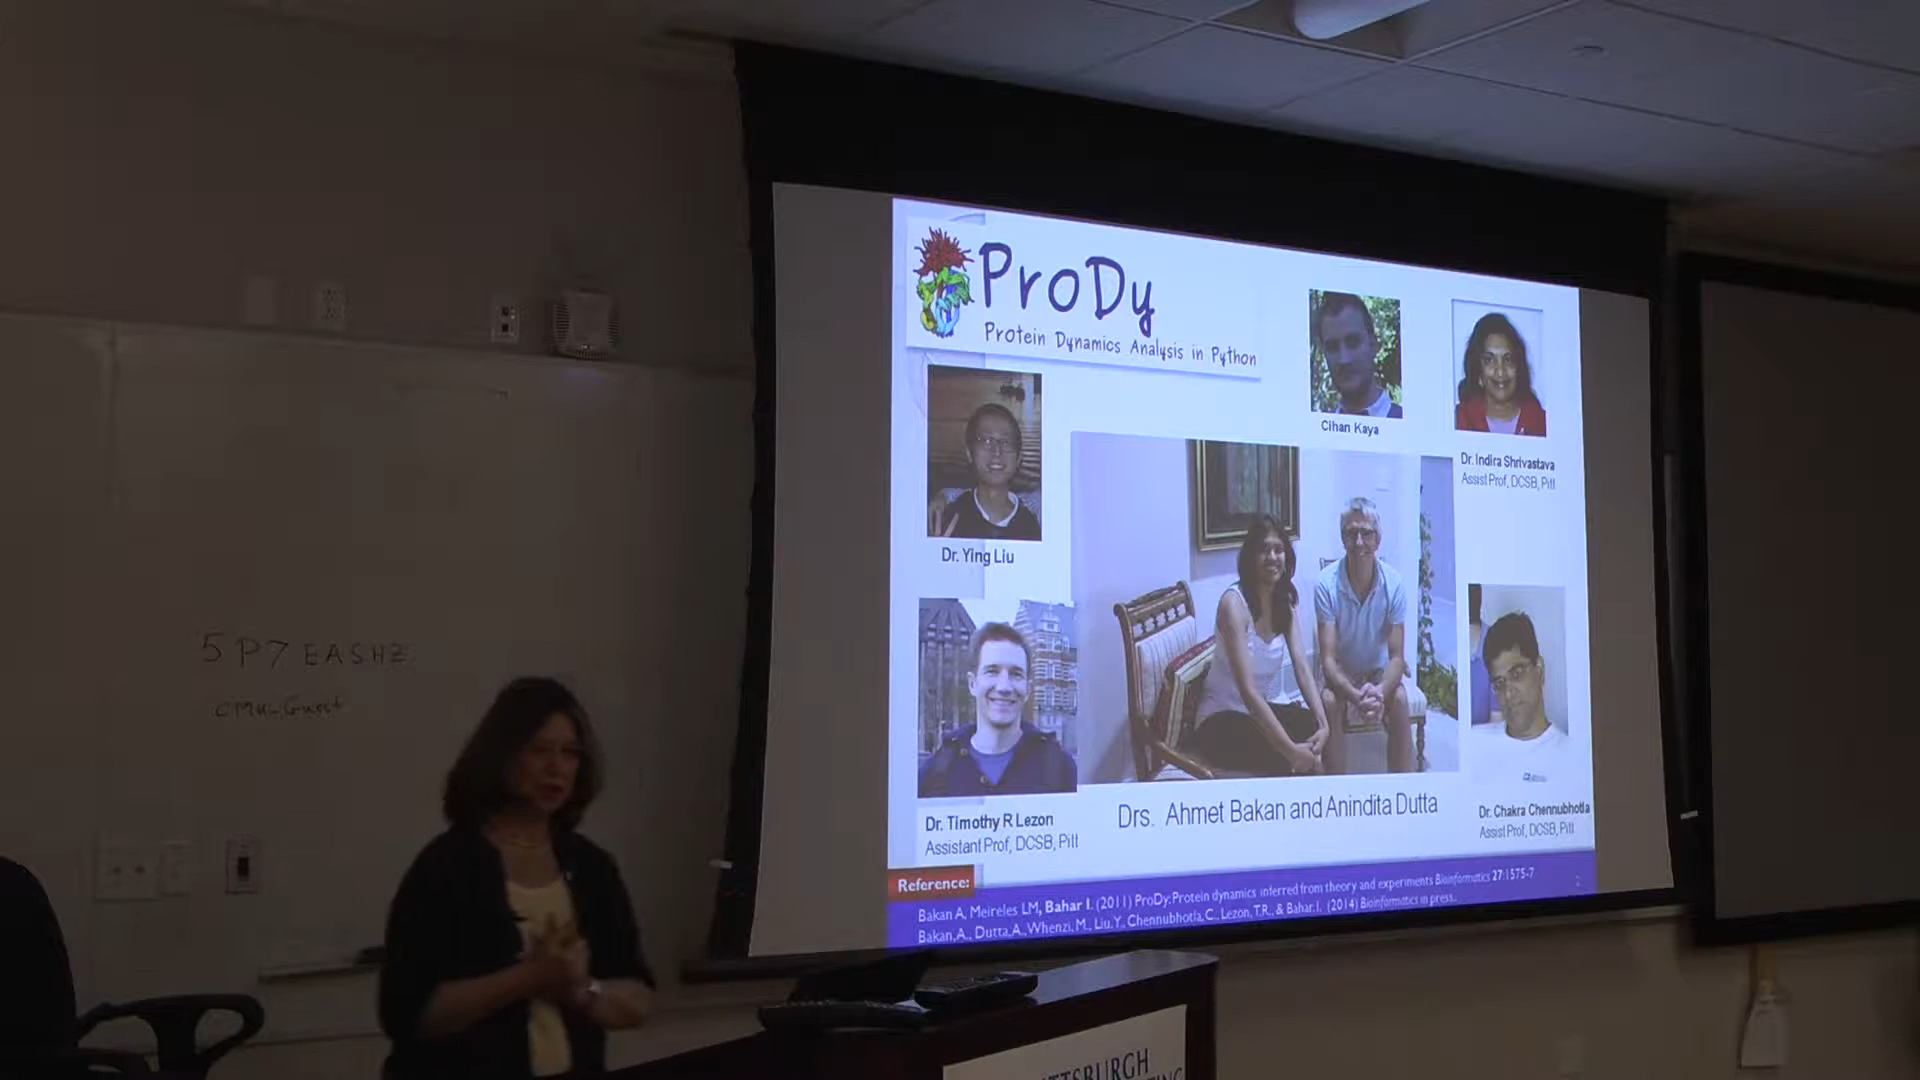 5P7EASHZ
CMU-Guest
ProDy
Protein Dynamics Analysis in Python
Cihan Kaya
Dr. Indira Shrivastava
Assist Prof, DCSB, Pitt
Dr. Ying Liu
Dr. Timothy R Lezon
Assistant Prof, DCSB, Pitt
Drs. Ahmet Bakan and Anindita Dutta
Dr. Chakra Chennubhotla
Assist Prof, DCSB, Pitt
Reference:
Bakan A, Meireles LM, Bahar I. (2011) ProDy: Protein dynamics inferred from theory and experiments Bioinformatics 27:1575-7
Bakan, A., Dutta, A., Whenzi, M., Liu, Y., Chennubhotla, C., Lezon, T.R., & Bahar, I. (2014) Bioinformatics in press.
PITTSBURGH